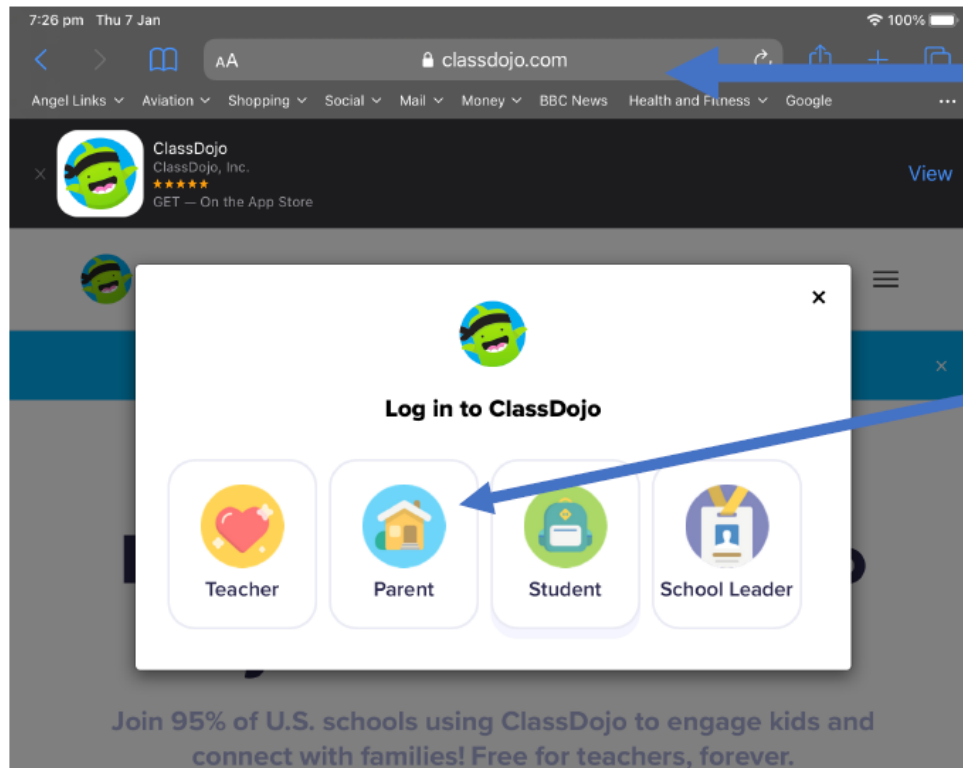 7:26 pm Thu 7 Jan 100%
AA classdojo.com
Angel Links Aviation Shopping Social Mail Money BBC News Health and Fitness Google ...
ClassDojo
ClassDojo, Inc.
★★★★★
GET — On the App Store
View
Log in to ClassDojo
Teacher Parent Student School Leader
Join 95% of U.S. schools using ClassDojo to engage kids and
connect with families! Free for teachers, forever.